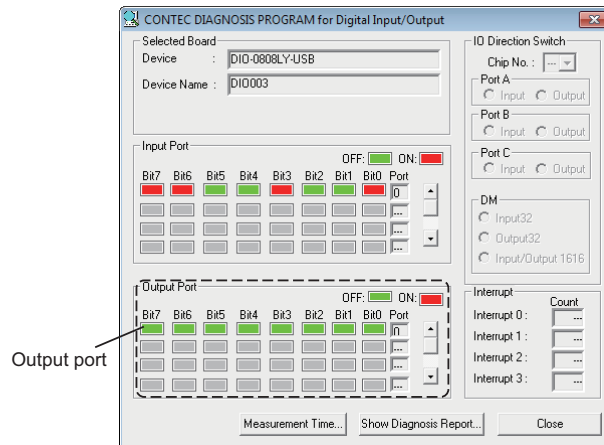 CONTEC DIAGNOSIS PROGRAM for Digital Input/Output
Selected Board
Device : DIO-0808LY-USB
Device Name : DIO003
Input Port
OFF: ON:
Bit7 Bit6 Bit5 Bit4 Bit3 Bit2 Bit1 Bit0 Port
0
...
...
...
Output Port
OFF: ON:
Bit7 Bit6 Bit5 Bit4 Bit3 Bit2 Bit1 Bit0 Port
0
...
...
...
Output port
IO Direction Switch
Chip No. : ---
Port A
Input Output
Port B
Input Output
Port C
Input Output
DM
Input32
Output32
Input/Output 1616
Interrupt
Count
Interrupt 0 : ...
Interrupt 1 : ...
Interrupt 2 : ...
Interrupt 3 : ...
Measurement Time... Show Diagnosis Report... Close